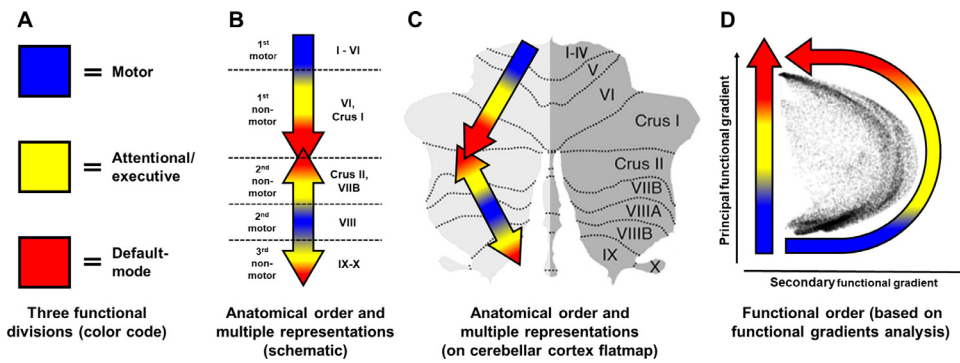 A
= Motor
= Attentional/
executive
= Default-
mode
Three functional
divisions (color code)
B
1st
motor
I - VI
1st
non-
motor
VI,
Crus I
2nd
non-
motor
Crus II,
VIIB
2nd
motor
VIII
3rd
non-
motor
IX-X
Anatomical order and
multiple representations
(schematic)
C
I-IV
V
VI
Crus I
Crus II
VIIB
VIIIA
VIIIB
IX
X
Anatomical order and
multiple representations
(on cerebellar cortex flatmap)
D
Principal functional gradient
Secondary functional gradient
Functional order (based on
functional gradients analysis)